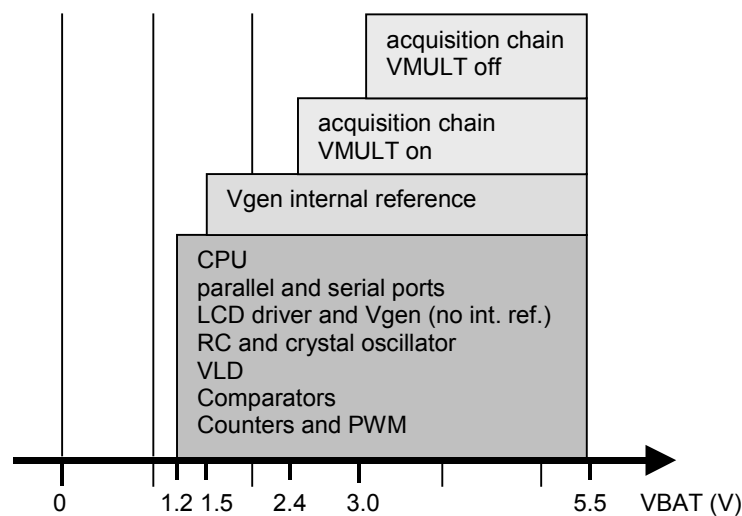 acquisition chain
VMULT off
acquisition chain
VMULT on
Vgen internal reference
CPU
parallel and serial ports
LCD driver and Vgen (no int. ref.)
RC and crystal oscillator
VLD
Comparators
Counters and PWM
0 1.2 1.5 2.4 3.0 5.5 VBAT (V)